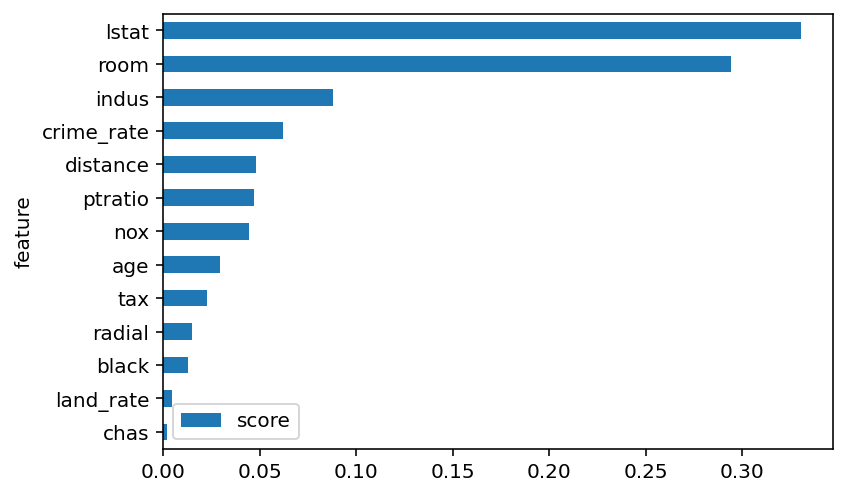 lstat
room
indus
crime_rate
distance
ptratio
nox
age
tax
radial
black
land_rate
chas
feature
score
0.00 0.05 0.10 0.15 0.20 0.25 0.30